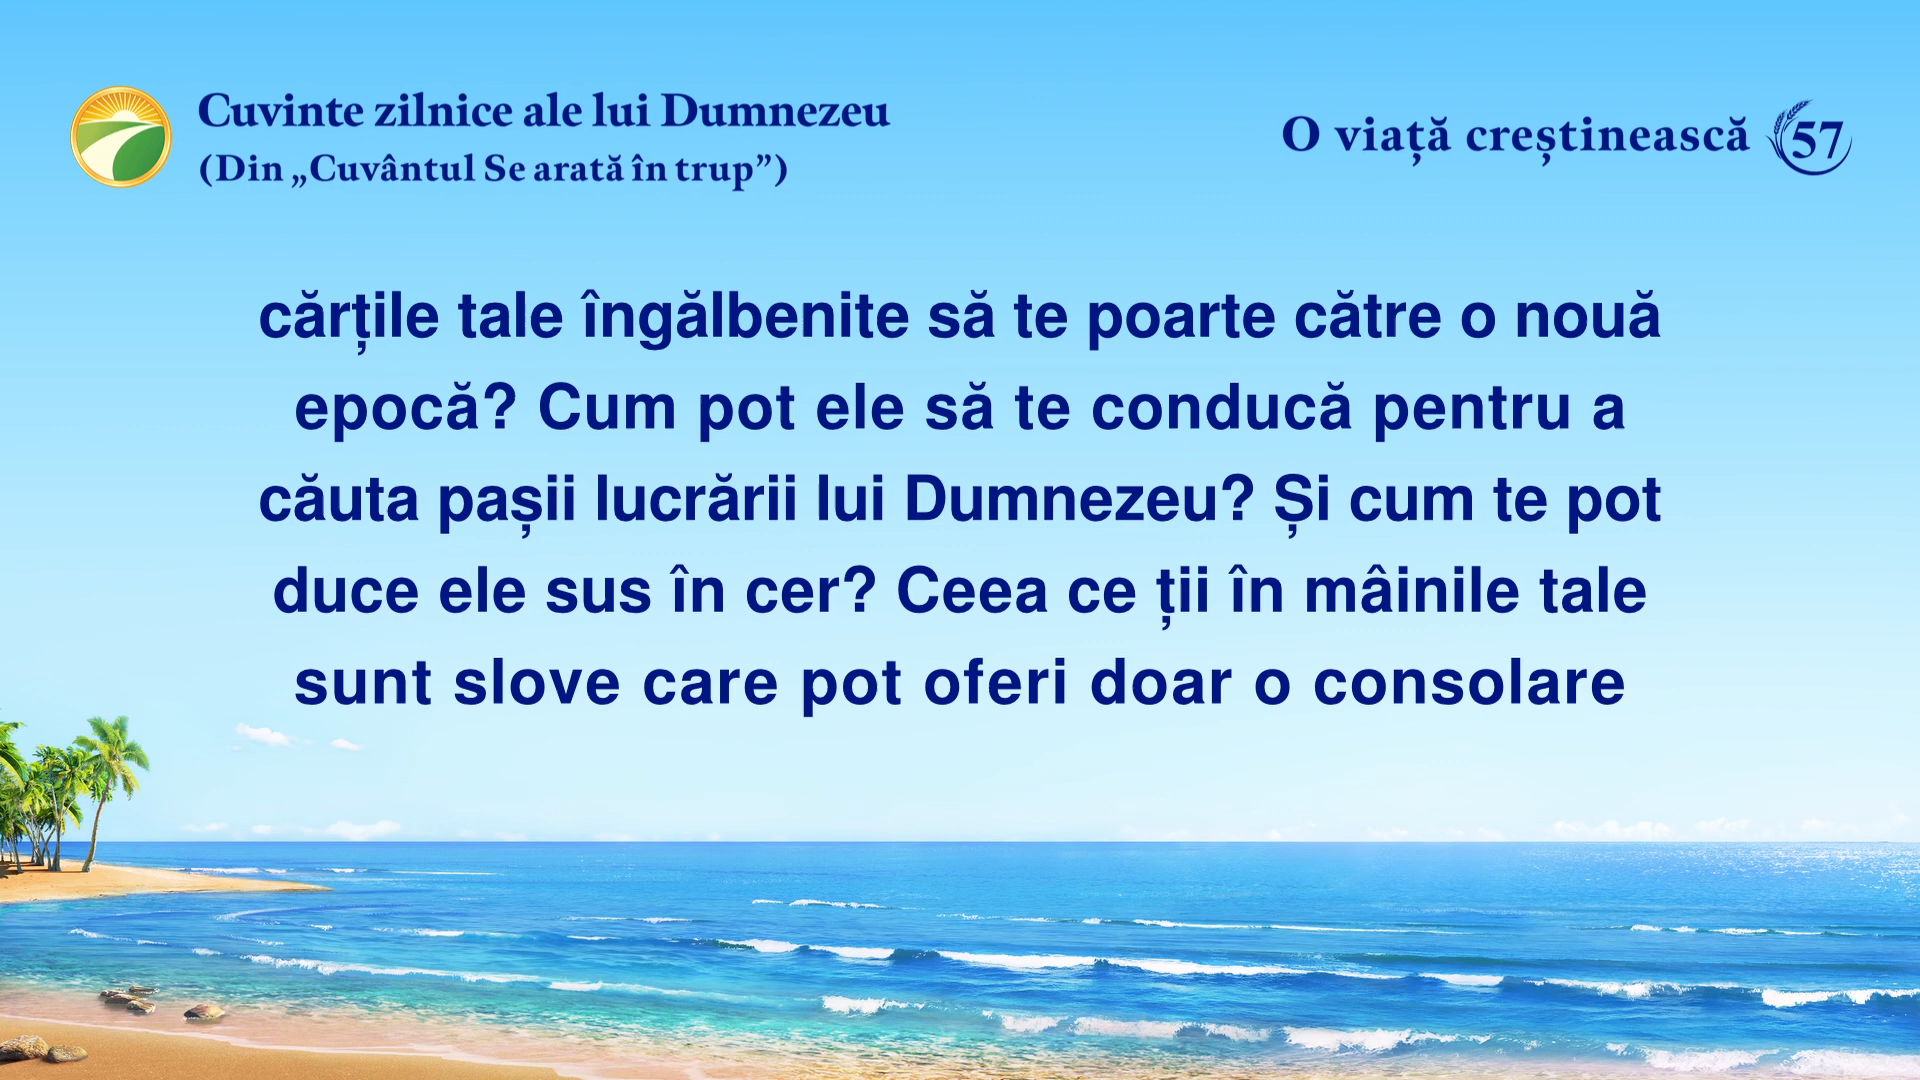 Cuvinte zilnice ale lui Dumnezeu
(Din „Cuvântul Se arată în trup”)
O viață creștinească 57
cărțile tale îngălbenite să te poarte către o nouă
epocă? Cum pot ele să te conducă pentru a
căuta pașii lucrării lui Dumnezeu? Și cum te pot
duce ele sus în cer? Ceea ce ții în mâinile tale
sunt slove care pot oferi doar o consolare